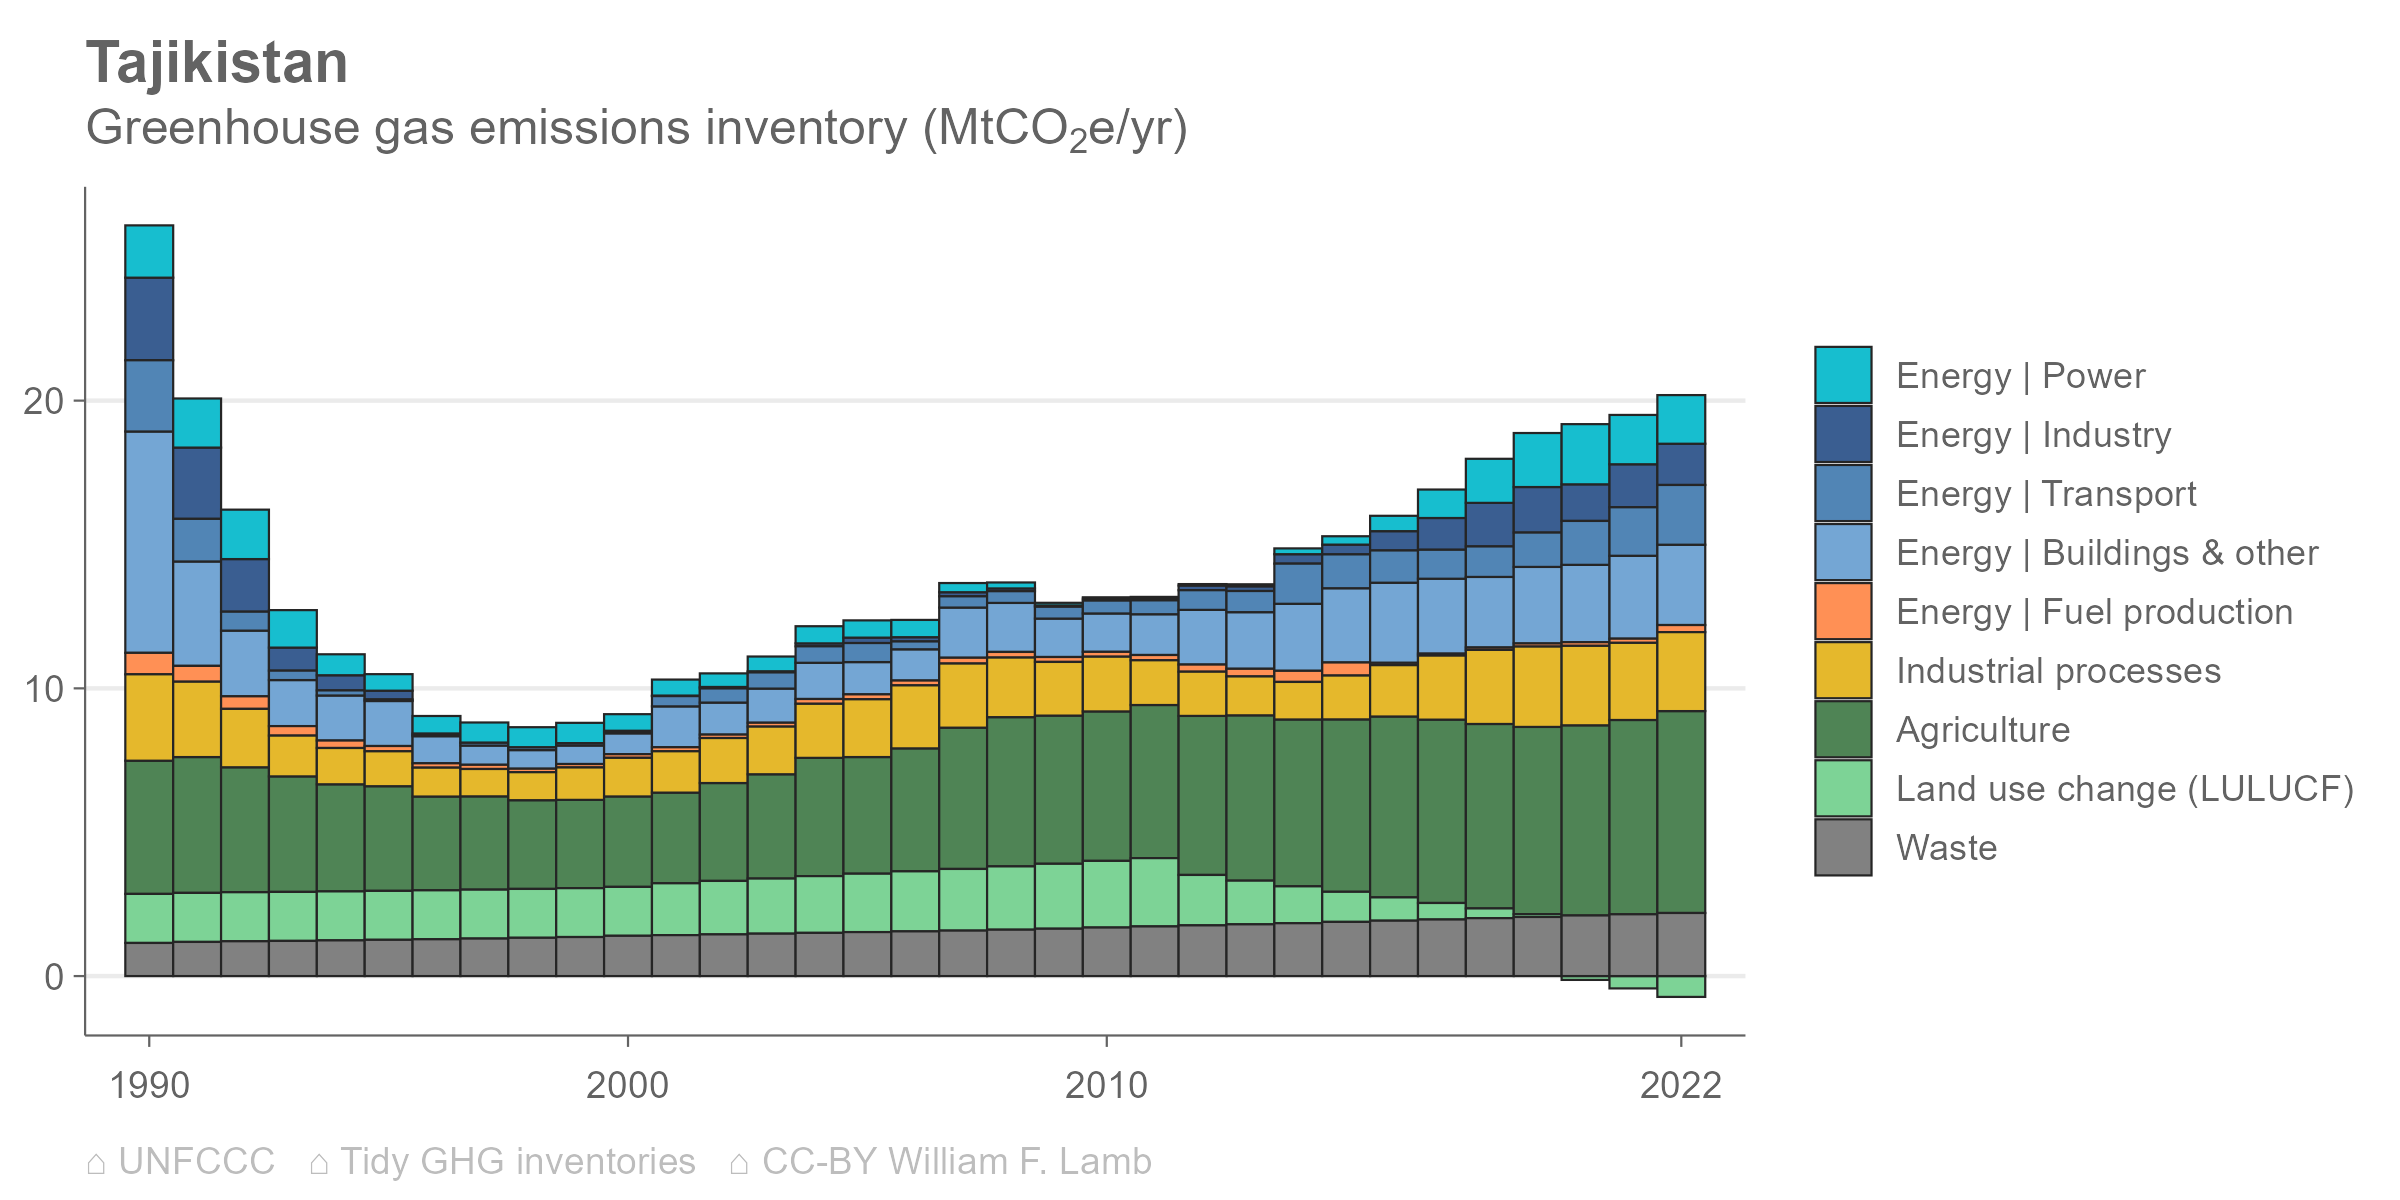 Tajikistan
Greenhouse gas emissions inventory (MtCO₂e/yr)
20
10
0
1990 2000 2010 2022
Energy | Power
Energy | Industry
Energy | Transport
Energy | Buildings & other
Energy | Fuel production
Industrial processes
Agriculture
Land use change (LULUCF)
Waste
⌂ UNFCCC ⌂ Tidy GHG inventories ⌂ CC-BY William F. Lamb